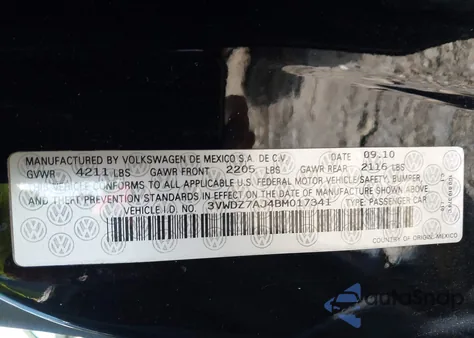 MANUFACTURED BY VOLKSWAGEN DE MEXICO S.A. DE C.V. DATE 09.10
GVWR 4211 LBS GAWR FRONT 2205 LBS GAWR REAR 2116 LBS
VEHICLE CONFORMS TO ALL APPLICABLE U.S. FEDERAL MOTOR VEHICLE/SAFETY, BUMPER
AND THEFT PREVENTION STANDARDS IN EFFECT ON THE DATE OF MANUFACTURE SHOWN ABOVE
VEHICLE I.D. NO. 3VWDZ7AJ4BM017341 TYPE: PASSENGER CAR
COUNTRY OF ORIGIN, MEXICO
autoSnap